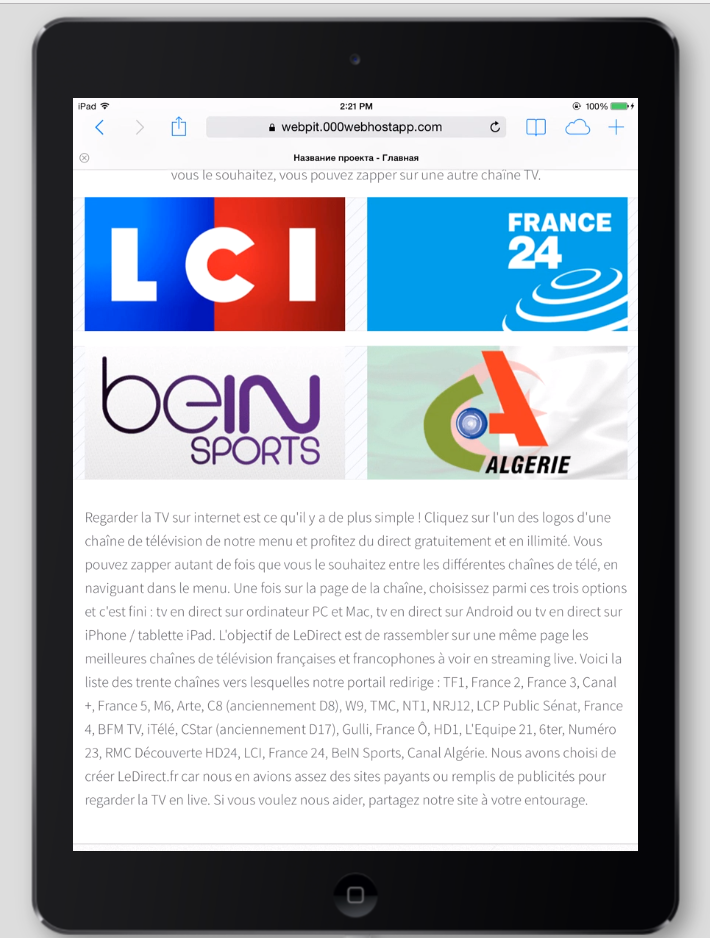 iPad
2:21 PM
100%
webpit.000webhostapp.com
Название проекта - Главная
vous le souhaitez, vous pouvez zapper sur une autre chaîne TV.
LCI
FRANCE
24
beIN
SPORTS
CA
ALGERIE
Regarder la TV sur internet est ce qu'il y a de plus simple ! Cliquez sur l'un des logos d'une
chaîne de télévision de notre menu et profitez du direct gratuitement et en illimité. Vous
pouvez zapper autant de fois que vous le souhaitez entre les différentes chaînes de télé, en
naviguant dans le menu. Une fois sur la page de la chaîne, choisissez parmi ces trois options
et c'est fini : tv en direct sur ordinateur PC et Mac, tv en direct sur Android ou tv en direct sur
iPhone / tablette iPad. L'objectif de LeDirect est de rassembler sur une même page les
meilleures chaînes de télévision françaises et francophones à voir en streaming live. Voici la
liste des trente chaînes vers lesquelles notre portail redirige : TF1, France 2, France 3, Canal
+, France 5, M6, Arte, C8 (anciennement D8), W9, TMC, NT1, NRJ12, LCP Public Sénat, France
4, BFM TV, iTélé, CStar (anciennement D17), Gulli, France Ô, HD1, L'Equipe 21, 6ter, Numéro
23, RMC Découverte HD24, LCI, France 24, BeIN Sports, Canal Algérie. Nous avons choisi de
créer LeDirect.fr car nous en avions assez des sites payants ou remplis de publicités pour
regarder la TV en live. Si vous voulez nous aider, partagez notre site à votre entourage.